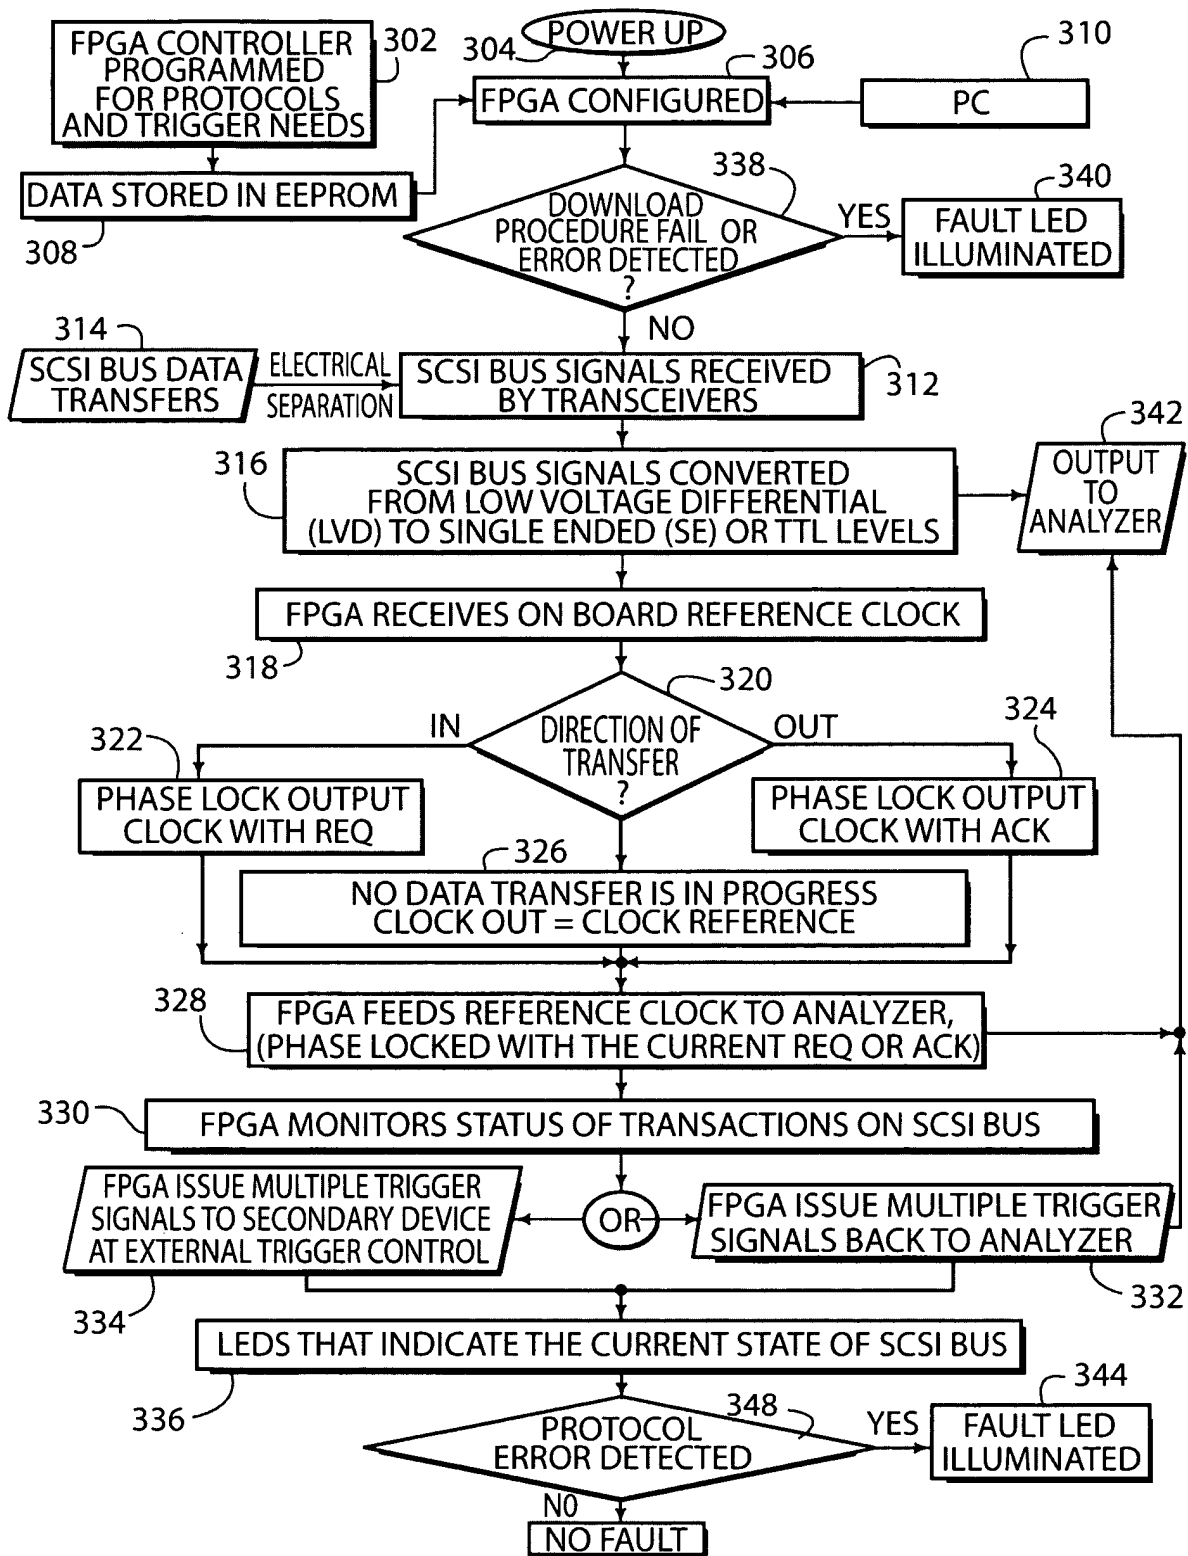 FPGA CONTROLLER
PROGRAMMED
FOR PROTOCOLS
AND TRIGGER NEEDS
302
POWER UP
304
306
FPGA CONFIGURED
310
PC
DATA STORED IN EEPROM
308
338
DOWNLOAD
PROCEDURE FAIL OR
ERROR DETECTED
?
YES
340
FAULT LED
ILLUMINATED
NO
314
SCSI BUS DATA
TRANSFERS
ELECTRICAL
SEPARATION
SCSI BUS SIGNALS RECEIVED
BY TRANSCEIVERS
312
316
SCSI BUS SIGNALS CONVERTED
FROM LOW VOLTAGE DIFFERENTIAL
(LVD) TO SINGLE ENDED (SE) OR TTL LEVELS
342
OUTPUT
TO
ANALYZER
FPGA RECEIVES ON BOARD REFERENCE CLOCK
318
320
DIRECTION OF
TRANSFER
?
IN
OUT
322
PHASE LOCK OUTPUT
CLOCK WITH REQ
324
PHASE LOCK OUTPUT
CLOCK WITH ACK
326
NO DATA TRANSFER IS IN PROGRESS
CLOCK OUT = CLOCK REFERENCE
328
FPGA FEEDS REFERENCE CLOCK TO ANALYZER,
(PHASE LOCKED WITH THE CURRENT REQ OR ACK)
330
FPGA MONITORS STATUS OF TRANSACTIONS ON SCSI BUS
FPGA ISSUE MULTIPLE TRIGGER
SIGNALS TO SECONDARY DEVICE
AT EXTERNAL TRIGGER CONTROL
334
OR
FPGA ISSUE MULTIPLE TRIGGER
SIGNALS BACK TO ANALYZER
332
LEDS THAT INDICATE THE CURRENT STATE OF SCSI BUS
336
348
PROTOCOL
ERROR DETECTED
YES
344
FAULT LED
ILLUMINATED
NO
NO FAULT